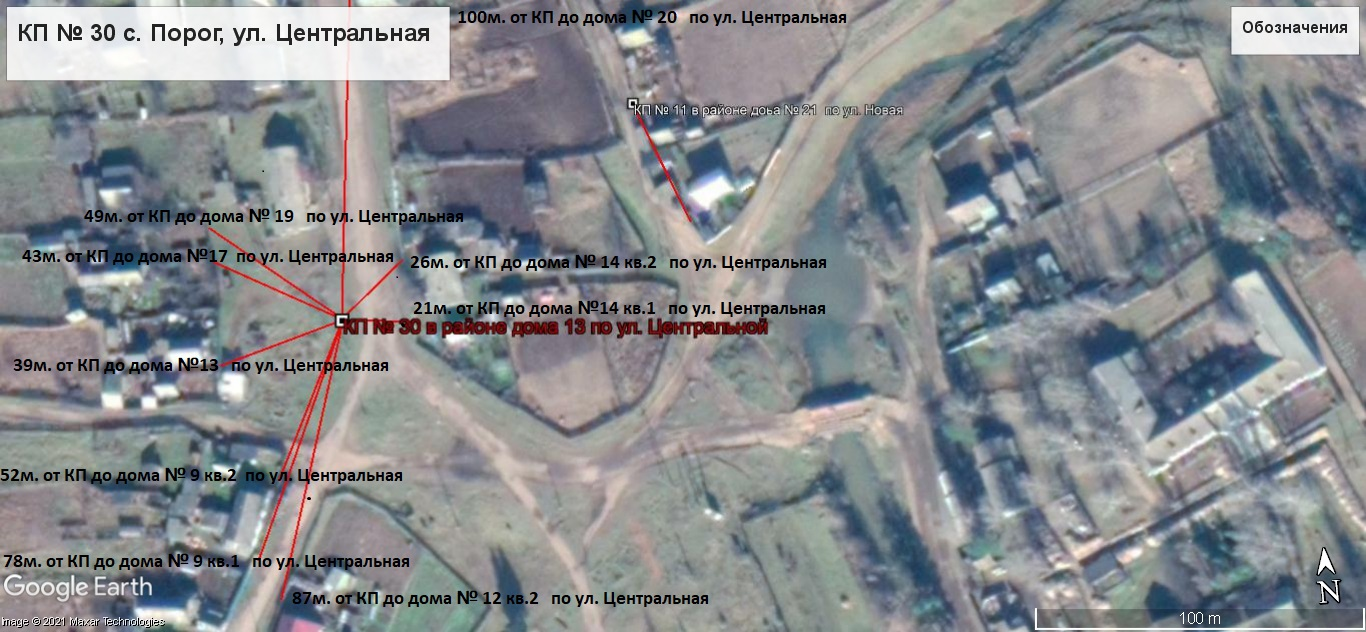 КП № 30 с. Порог, ул. Центральная
100м. от КП до дома № 20 по ул. Центральная
Обозначения
КП № 11 в районе доьа № 21 по ул. Новая
49м. от КП до дома № 19 по ул. Центральная
43м. от КП до дома №17 по ул. Центральная
26м. от КП до дома № 14 кв.2 по ул. Центральная
21м. от КП до дома №14 кв.1 по ул. Центральная
КП № 30 в районе дома 13 по ул. Центральной
39м. от КП до дома №13 по ул. Центральная
52м. от КП до дома № 9 кв.2 по ул. Центральная
78м. от КП до дома № 9 кв.1 по ул. Центральная
Google Earth
87м. от КП до дома № 12 кв.2 по ул. Центральная
N
100 m
Image © 2021 Maxar Technologies